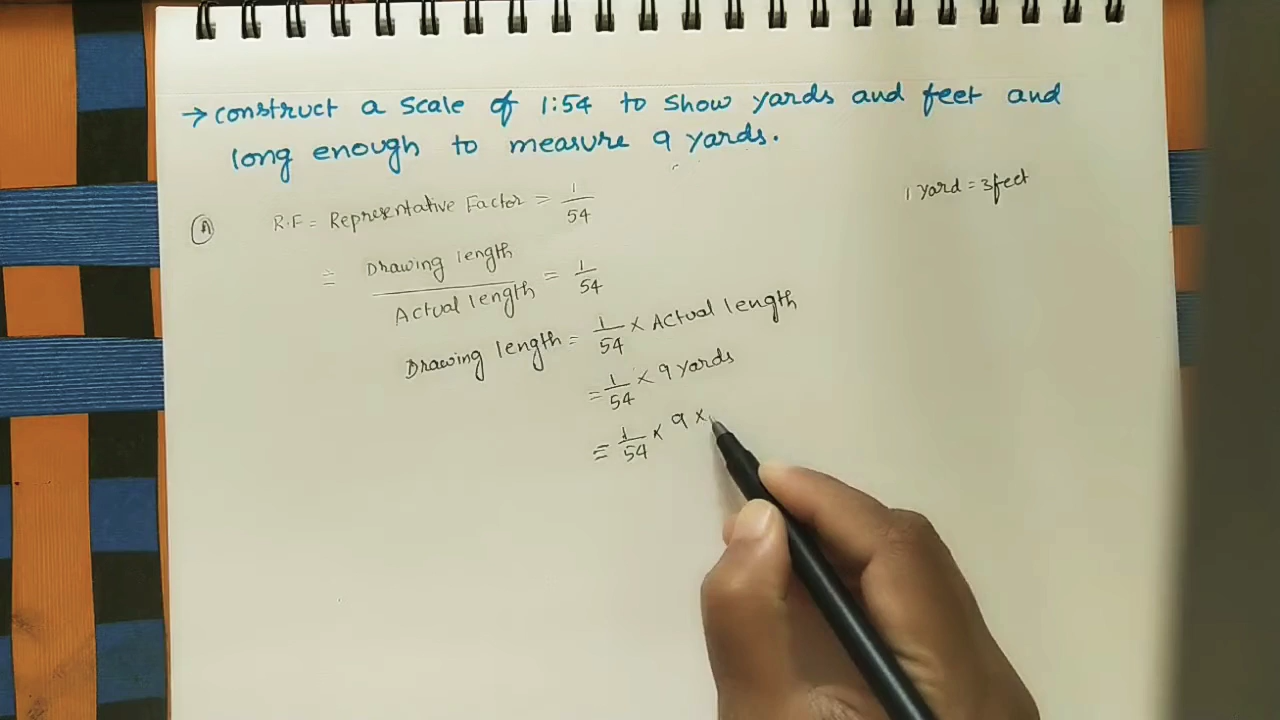 → construct a scale of 1:54 to show yards and feet and
long enough to measure 9 yards.
1 yard = 3 feet
(A) R.F = Representative Factor = 1/54
= Drawing length / Actual length = 1/54
Drawing length = 1/54 × Actual length
= 1/54 × 9 yards
= 1/54 × 9 ×